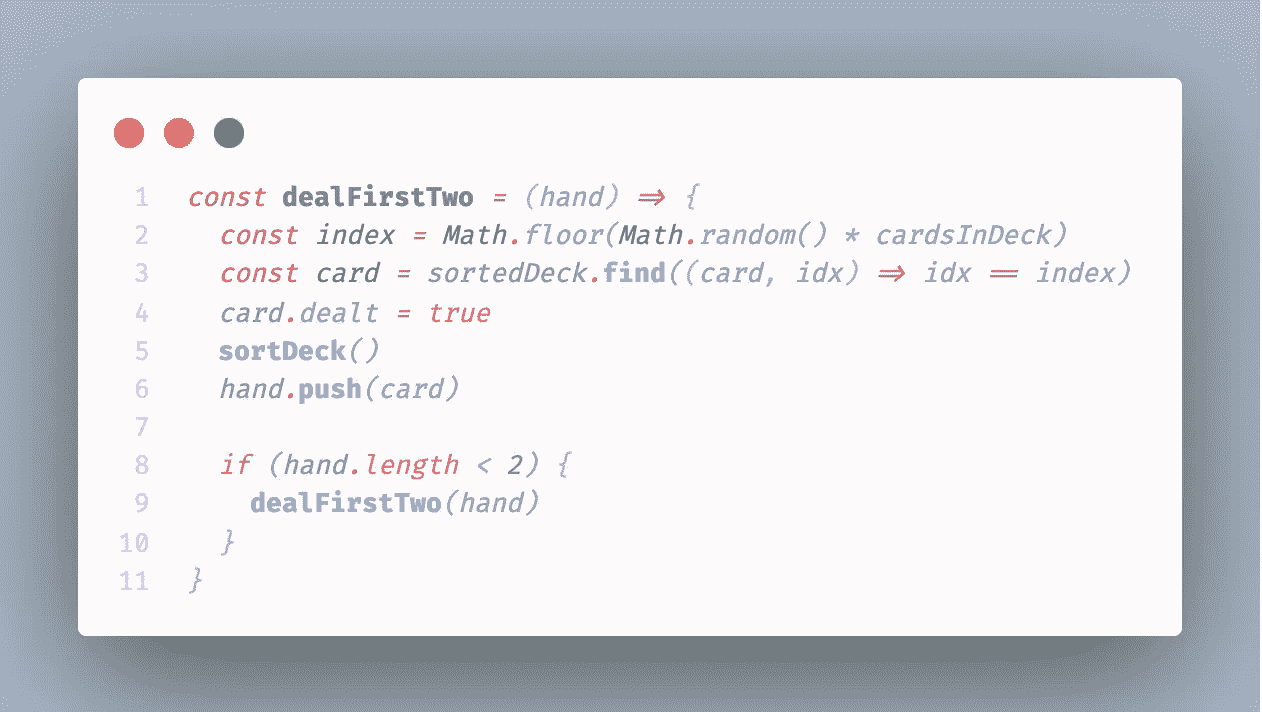 1 const dealFirstTwo = (hand) => {
2 const index = Math.floor(Math.random() * cardsInDeck)
3 const card = sortedDeck.find((card, idx) => idx == index)
4 card.dealt = true
5 sortDeck()
6 hand.push(card)
7
8 if (hand.length < 2) {
9 dealFirstTwo(hand)
10 }
11 }